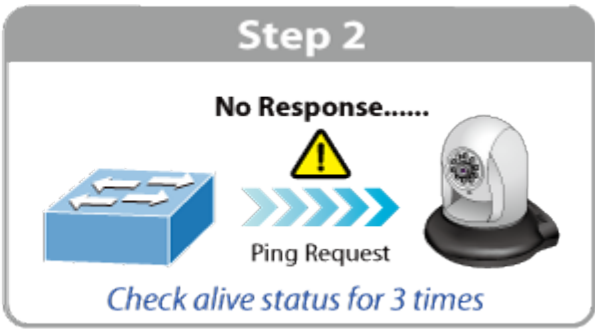 Step 2
No Response......
Ping Request
Check alive status for 3 times